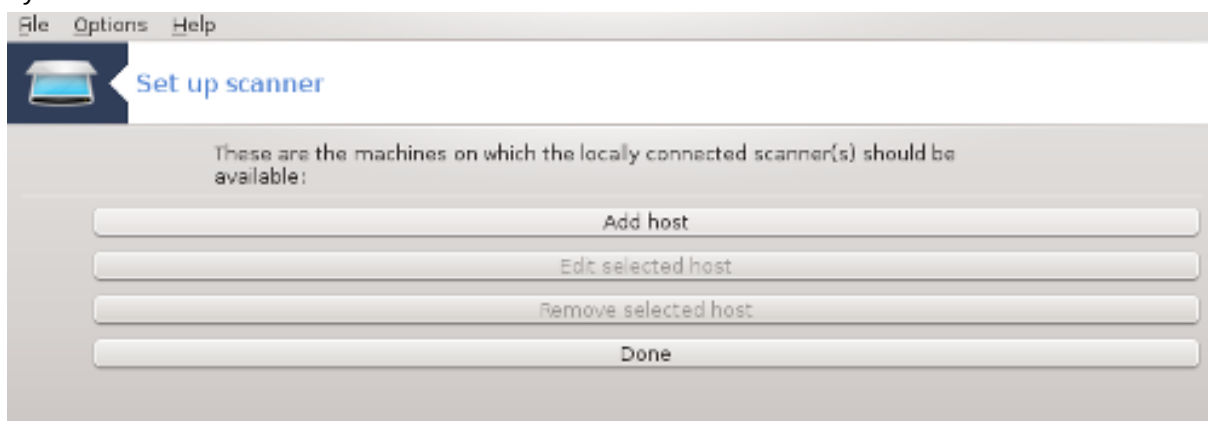 File Options Help
Set up scanner
These are the machines on which the locally connected scanner(s) should be
available:
Add host
Edit selected host
Remove selected host
Done